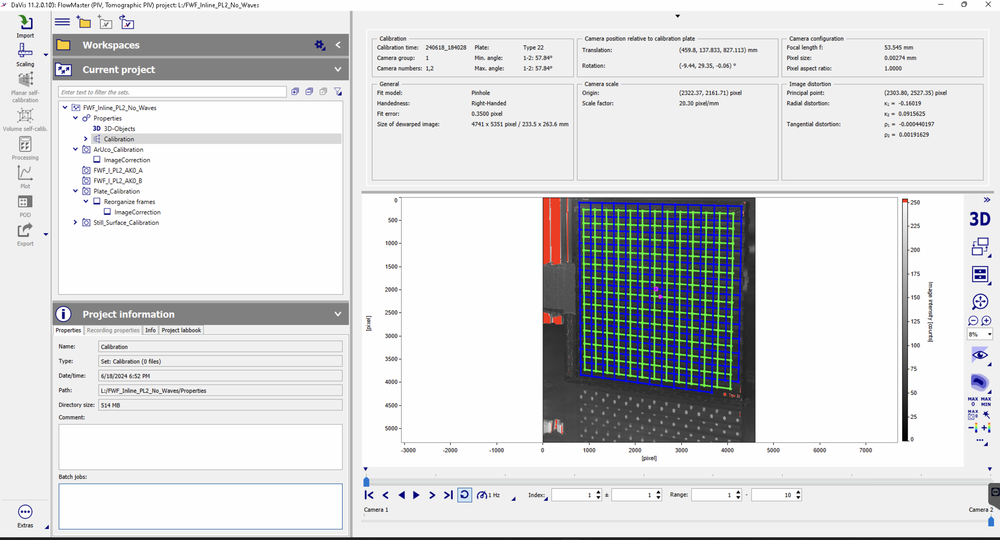 DaVis 11.2.0.103: FlowMaster (PIV, Tomographic PIV) project: L:/FWF_Inline_PL2_No_Waves
Import
Scaling
Planar self-
calibration
Volume self-calib.
Processing
Plot
POD
Export
Extras
Workspaces
Current project
Enter text to filter the sets.
FWF_Inline_PL2_No_Waves
Properties
3D 3D-Objects
Calibration
ArUco_Calibration
ImageCorrection
FWF_I_PL2_AK0_A
FWF_I_PL2_AK0_B
Plate_Calibration
Reorganize frames
ImageCorrection
Still_Surface_Calibration
Project information
Properties Recording properties Info Project labbook
Name: Calibration
Type: Set: Calibration (0 files)
Date/time: 6/18/2024 6:52 PM
Path: L:/FWF_Inline_PL2_No_Waves/Properties
Directory size: 514 MB
Comment:
Batch jobs:
Calibration
Calibration time: 240618_184028 Plate: Type 22
Camera group: 1 Min. angle: 1-2: 57.84°
Camera numbers: 1,2 Max. angle: 1-2: 57.84°
Camera position relative to calibration plate
Translation: (459.8, 137.833, 827.113) mm
Rotation: (-9.44, 29.35, -0.06) °
Camera configuration
Focal length f: 53.545 mm
Pixel size: 0.00274 mm
Pixel aspect ratio: 1.0000
General
Fit model: Pinhole
Handedness: Right-Handed
Fit error: 0.3500 pixel
Size of dewarped image: 4741 x 5351 pixel / 233.5 x 263.6 mm
Camera scale
Origin: (2322.37, 2161.71) pixel
Scale factor: 20.30 pixel/mm
Image distortion
Principal point: (2303.80, 2527.35) pixel
Radial distortion: κ₁ = -0.16019
κ₂ = 0.0915625
Tangential distortion: ρ₁ = -0.000440197
ρ₂ = 0.00191629
0
500
1000
1500
2000
2500
3000
3500
4000
4500
5000
[pixel]
-3000 -2000 -1000 0 1000 2000 3000 4000 5000 6000 7000
[pixel]
Type 22
250
225
200
175
150
125
100
75
50
25
0
Image intensity [counts]
3D
8%
MAX 0 MAX MIN
MAX 0
1 Hz Index: 1 ± 1 Range: 1 - 10
Camera 1 Camera 2